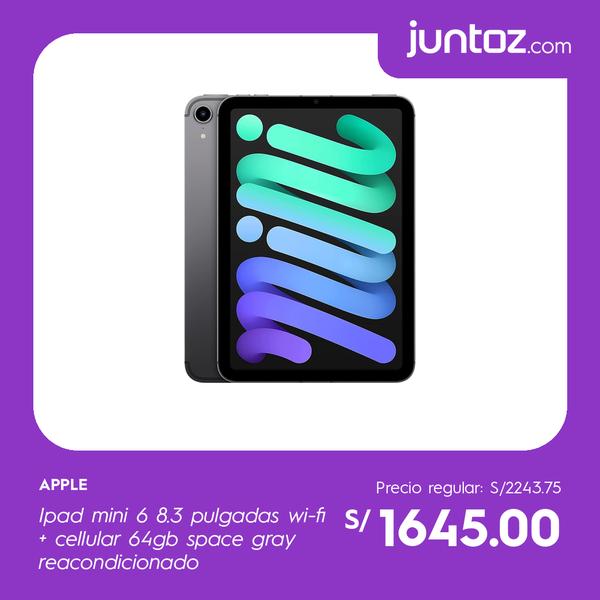 juntoz.com
APPLE
Ipad mini 6 8.3 pulgadas wi-fi
+ cellular 64gb space gray
reacondicionado
Precio regular: S/2243.75
S/ 1645.00